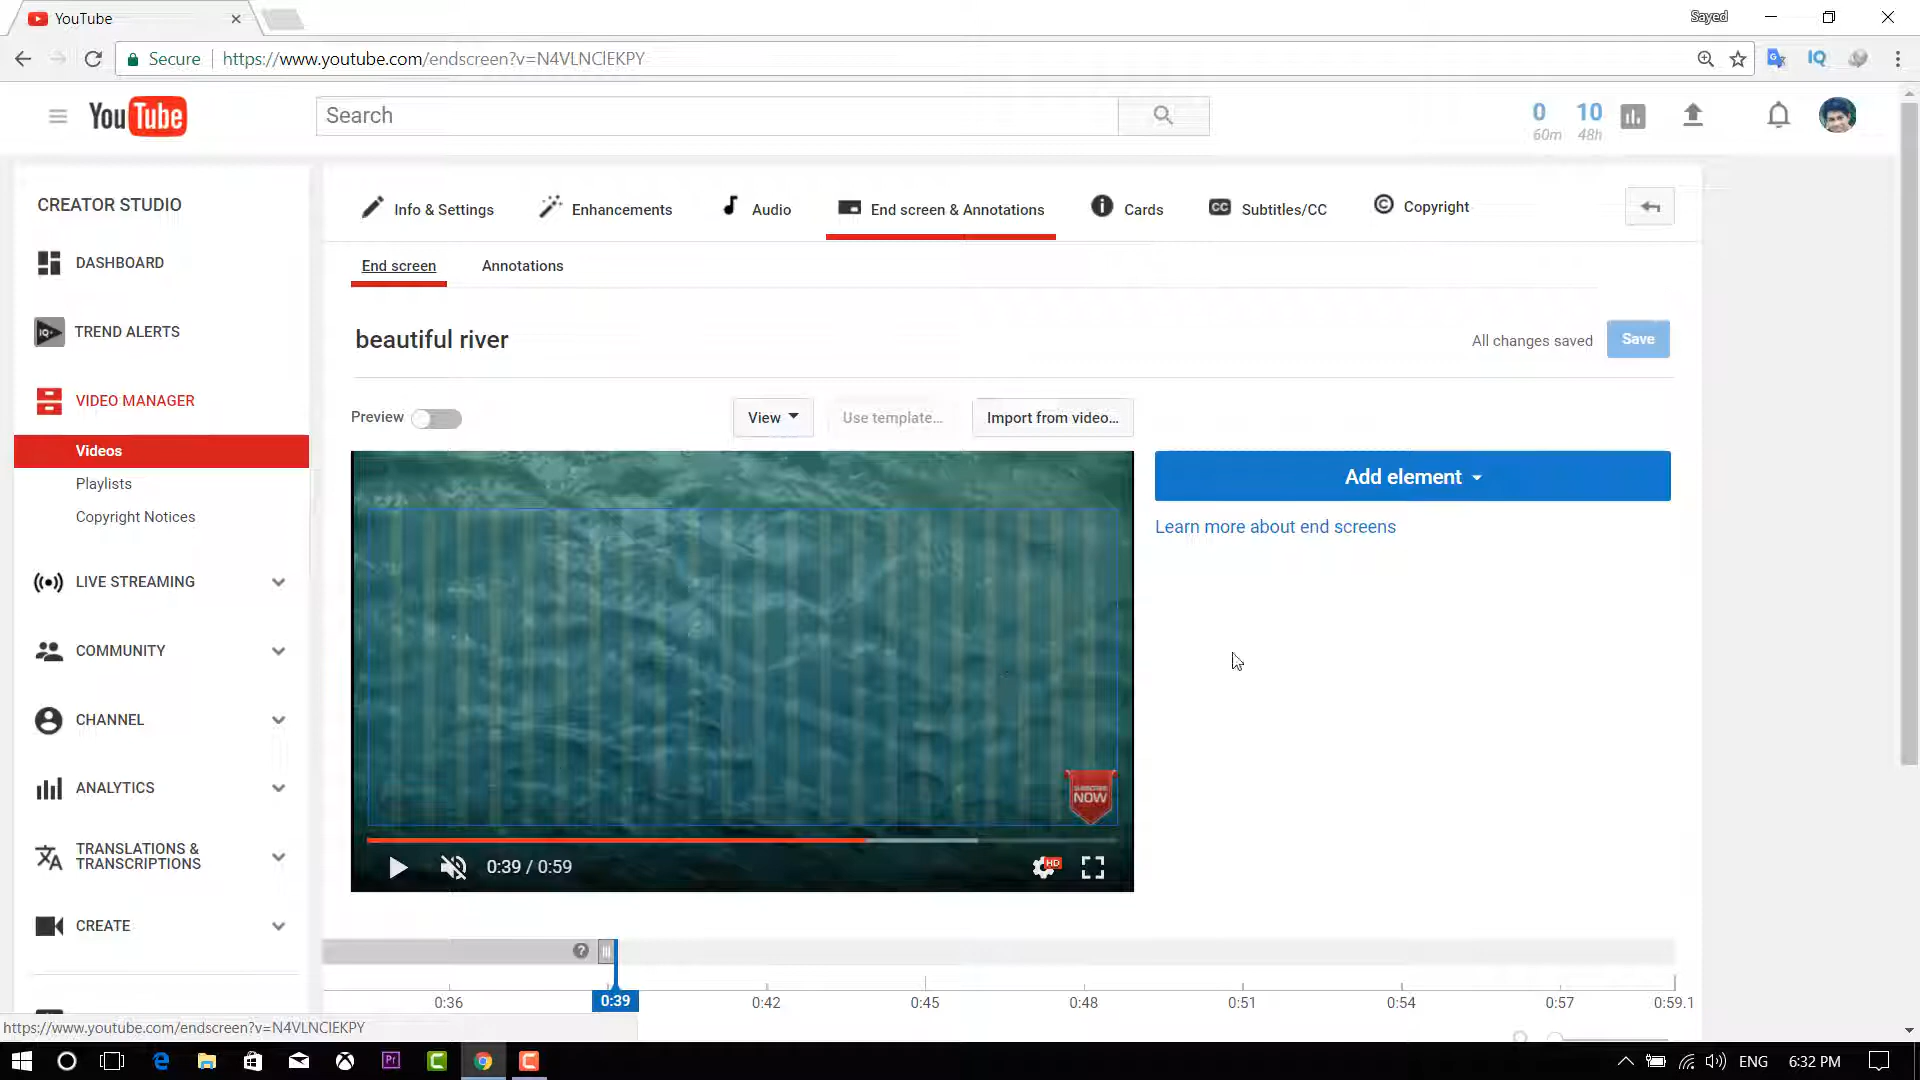 YouTube
Sayed
Secure https://www.youtube.com/endscreen?v=N4VLNClEKPY
IQ
YouTube
Search
0 10
60m 48h
CREATOR STUDIO
DASHBOARD
IQ TREND ALERTS
VIDEO MANAGER
Videos
Playlists
Copyright Notices
LIVE STREAMING
COMMUNITY
CHANNEL
ANALYTICS
TRANSLATIONS &
TRANSCRIPTIONS
CREATE
Info & Settings
Enhancements
Audio
End screen & Annotations
Cards
CC Subtitles/CC
Copyright
End screen
Annotations
beautiful river
All changes saved
Save
Preview
View
Use template...
Import from video...
Add element
Learn more about end screens
SUBSCRIBE
NOW
0:39 / 0:59
HD
?
0:36 0:39 0:42 0:45 0:48 0:51 0:54 0:57 0:59.1
https://www.youtube.com/endscreen?v=N4VLNClEKPY
Pr
ENG 6:32 PM